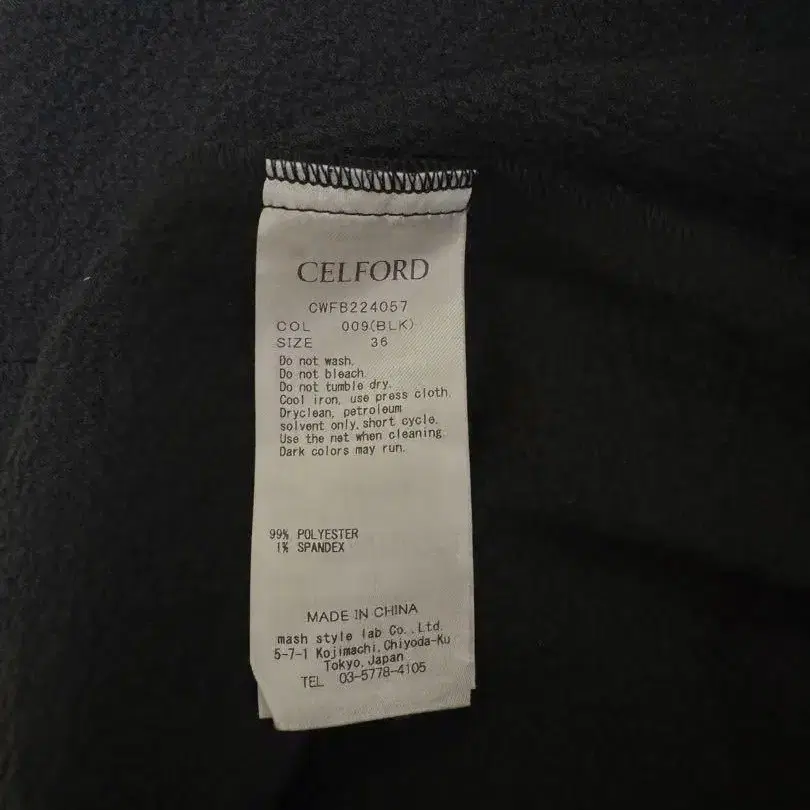 CELFORD
CWFB224057
COL 009(BLK)
SIZE 36
Do not wash.
Do not bleach.
Do not tumble dry.
Cool iron, use press cloth.
Dryclean, petroleum
solvent only, short cycle.
Use the net when cleaning.
Dark colors may run.
99% POLYESTER
1% SPANDEX
MADE IN CHINA
mash style lab Co.,Ltd.
5-7-1 Kojimachi,Chiyoda-Ku
Tokyo,Japan
TEL 03-5778-4105